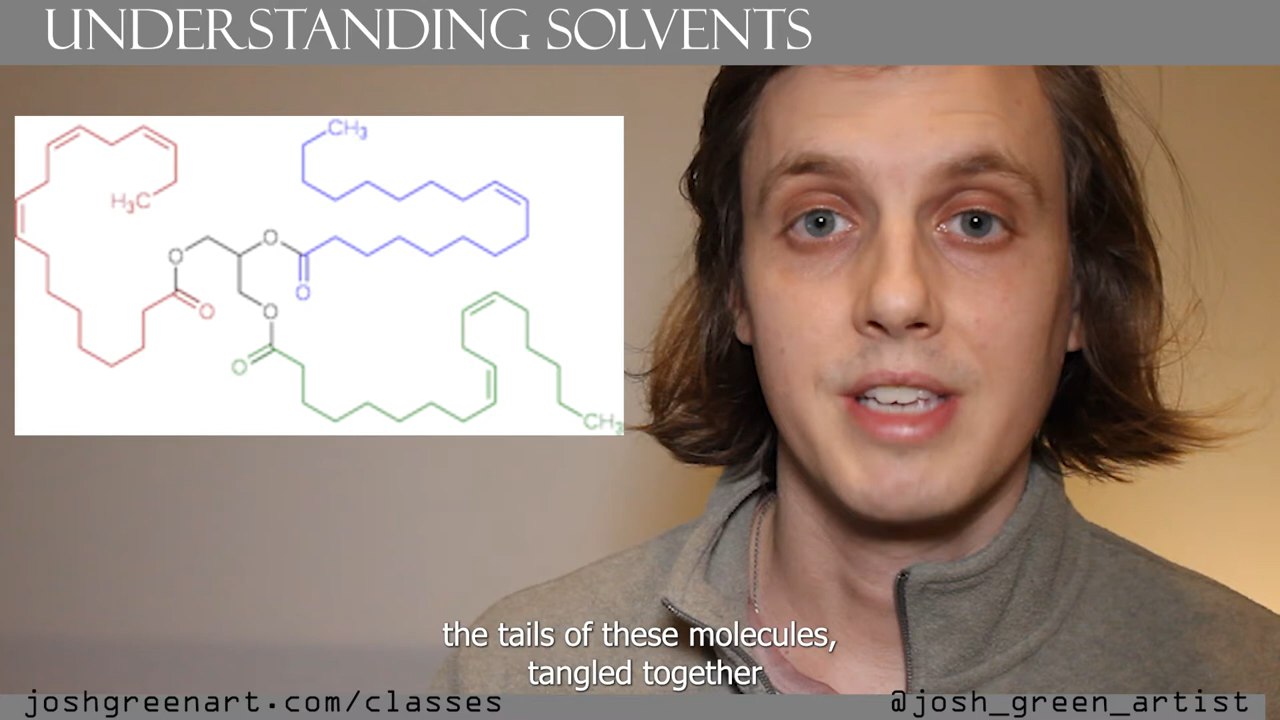 UNDERSTANDING SOLVENTS
CH₃
H₃C
O
O
O
O
O
O
CH₃
the tails of these molecules,
tangled together
joshgreenart.com/classes
@josh_green_artist